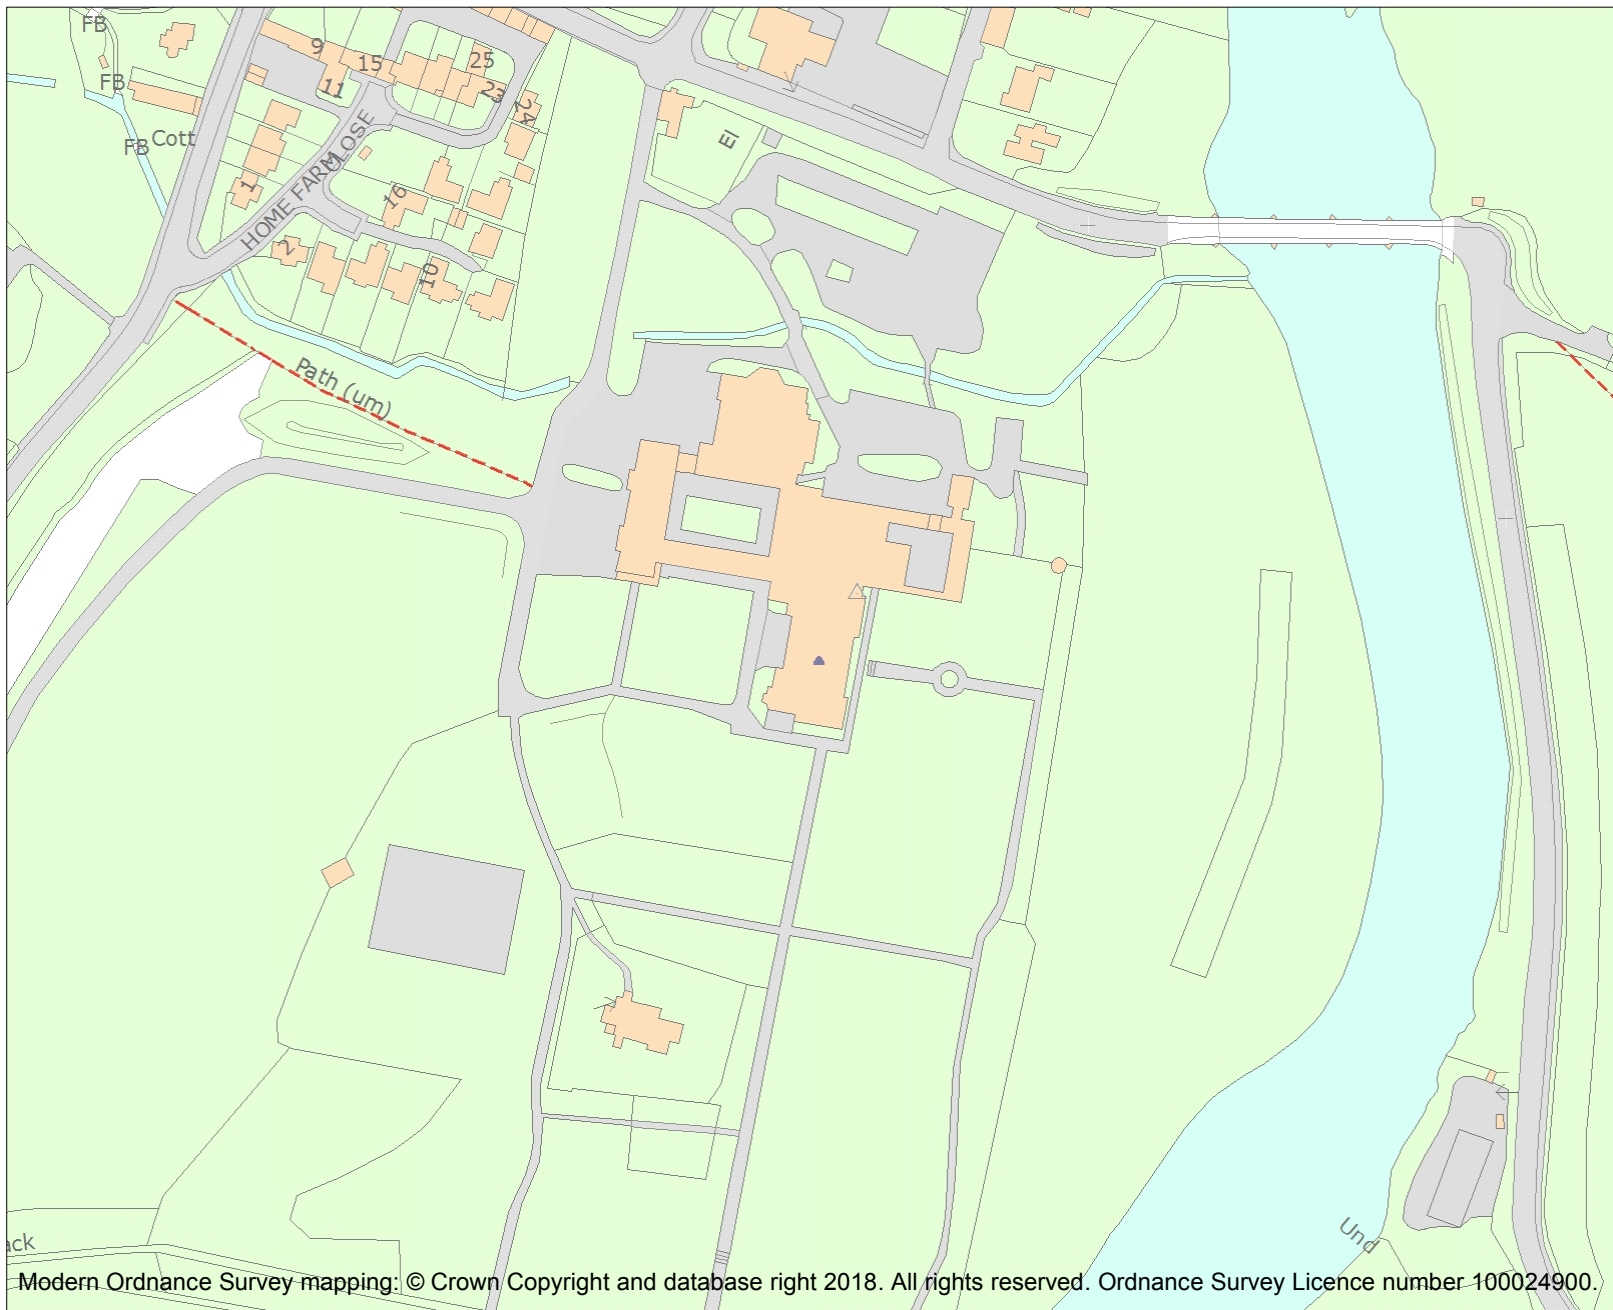 FB
9
15
25
FB
11
23
24
Cott
FB
CLOSE
El
1
HOME FARM
16
2
10
Path (um)
Und
ack
Modern Ordnance Survey mapping: © Crown Copyright and database right 2018. All rights reserved. Ordnance Survey Licence number 100024900.